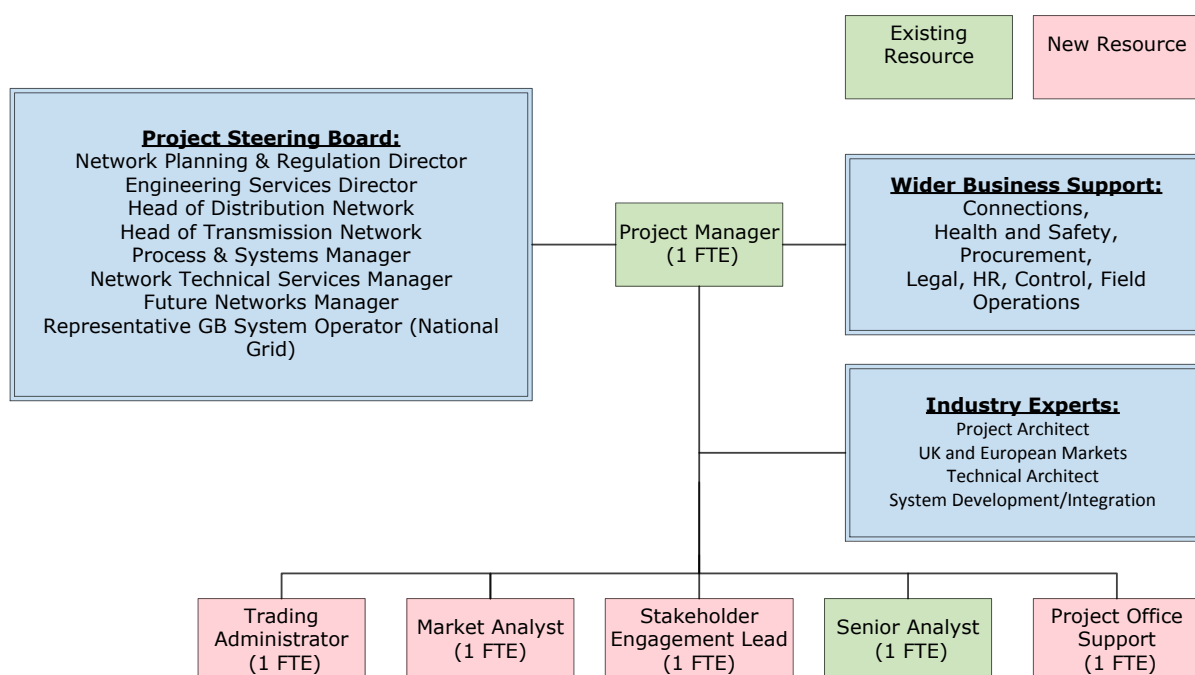 Existing
Resource
New Resource
Project Steering Board:
Network Planning & Regulation Director
Engineering Services Director
Head of Distribution Network
Head of Transmission Network
Process & Systems Manager
Network Technical Services Manager
Future Networks Manager
Representative GB System Operator (National
Grid)
Project Manager
(1 FTE)
Wider Business Support:
Connections,
Health and Safety,
Procurement,
Legal, HR, Control, Field
Operations
Industry Experts:
Project Architect
UK and European Markets
Technical Architect
System Development/Integration
Trading
Administrator
(1 FTE)
Market Analyst
(1 FTE)
Stakeholder
Engagement Lead
(1 FTE)
Senior Analyst
(1 FTE)
Project Office
Support
(1 FTE)